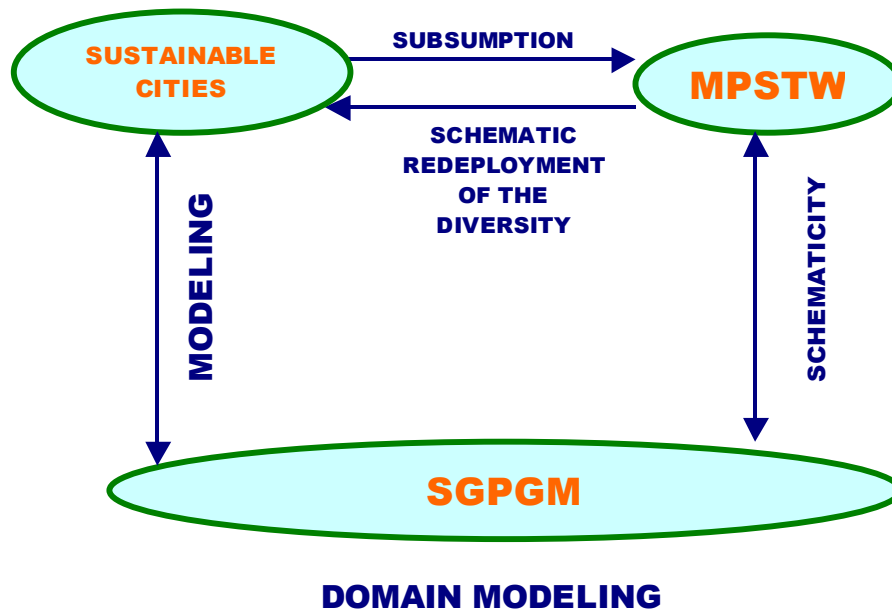 SUSTAINABLE
CITIES
SUBSUMPTION
MPSTW
SCHEMATIC
REDEPLOYMENT
OF THE
DIVERSITY
MODELING
SCHEMATICITY
SGPGM
DOMAIN MODELING